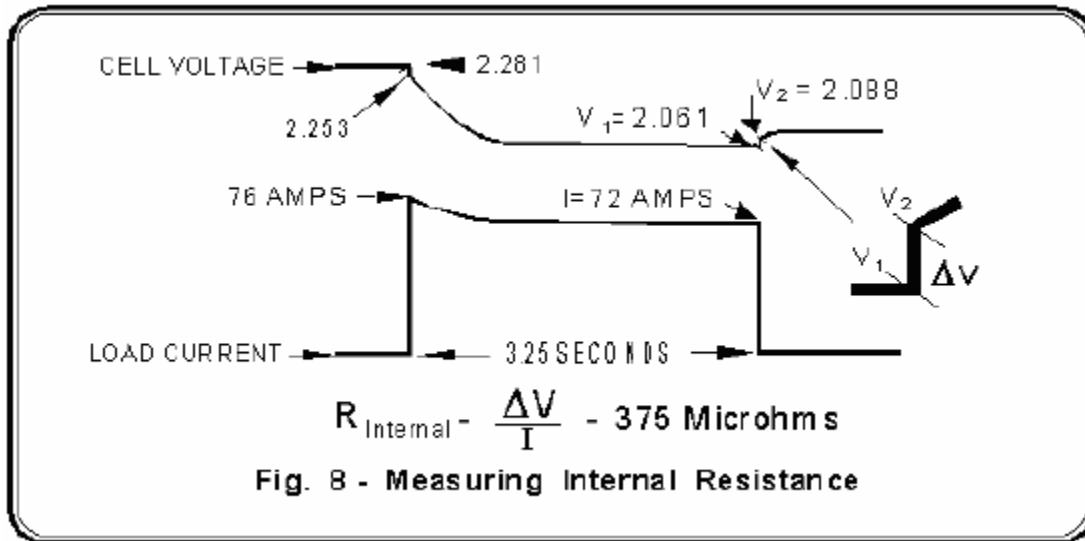 CELL VOLTAGE
2.281
2.253
V₁=2.061
V₂ = 2.088
76 AMPS
I=72 AMPS
V₂
V₁
ΔV
LOAD CURRENT
3.25 SECONDS
R Internal - ΔV/I - 375 Microhms
Fig. 8 - Measuring Internal Resistance